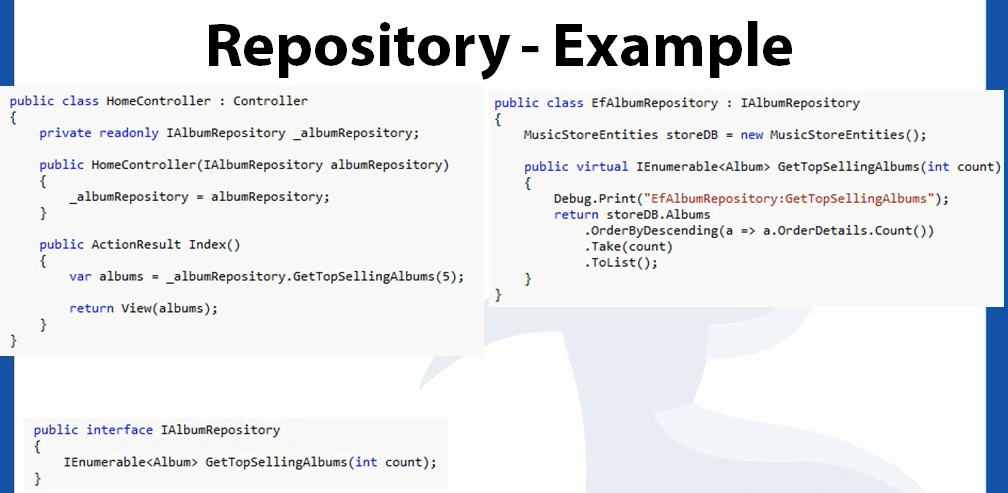 Repository - Example
public class HomeController : Controller
{
    private readonly IAlbumRepository _albumRepository;

    public HomeController(IAlbumRepository albumRepository)
    {
        _albumRepository = albumRepository;
    }

    public ActionResult Index()
    {
        var albums = _albumRepository.GetTopSellingAlbums(5);

        return View(albums);
    }
}
public class EfAlbumRepository : IAlbumRepository
{
    MusicStoreEntities storeDB = new MusicStoreEntities();

    public virtual IEnumerable<Album> GetTopSellingAlbums(int count)
    {
        Debug.Print("EfAlbumRepository:GetTopSellingAlbums");
        return storeDB.Albums
            .OrderByDescending(a => a.OrderDetails.Count())
            .Take(count)
            .ToList();
    }
}
public interface IAlbumRepository
{
    IEnumerable<Album> GetTopSellingAlbums(int count);
}